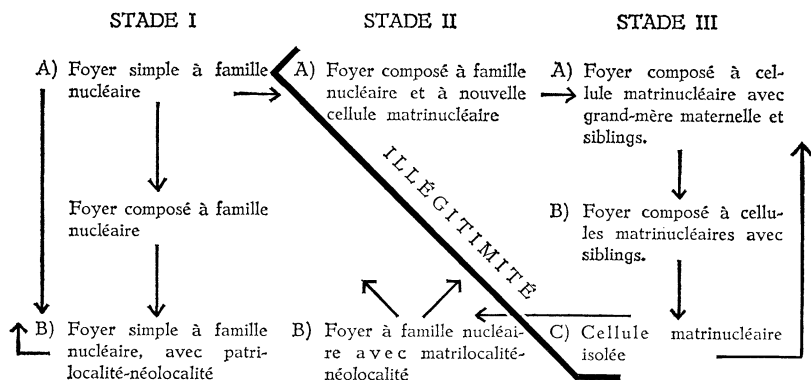 STADE I
A) Foyer simple à famille
nucléaire
Foyer composé à famille
nucléaire
B) Foyer simple à famille
nucléaire, avec patri-
localité-néolocalité
STADE II
A) Foyer composé à famille
nucléaire et à nouvelle
cellule matrinucléaire
ILLÉGITIMITÉ
B) Foyer à famille nucléai-
re avec matrilocalité-
néolocalité
STADE III
A) Foyer composé à cel-
lule matrinucléaire avec
grand-mère maternelle et
siblings.
B) Foyer composé à cellu-
les matrinucléaires avec
siblings.
C) Cellule matrinucléaire
isolée